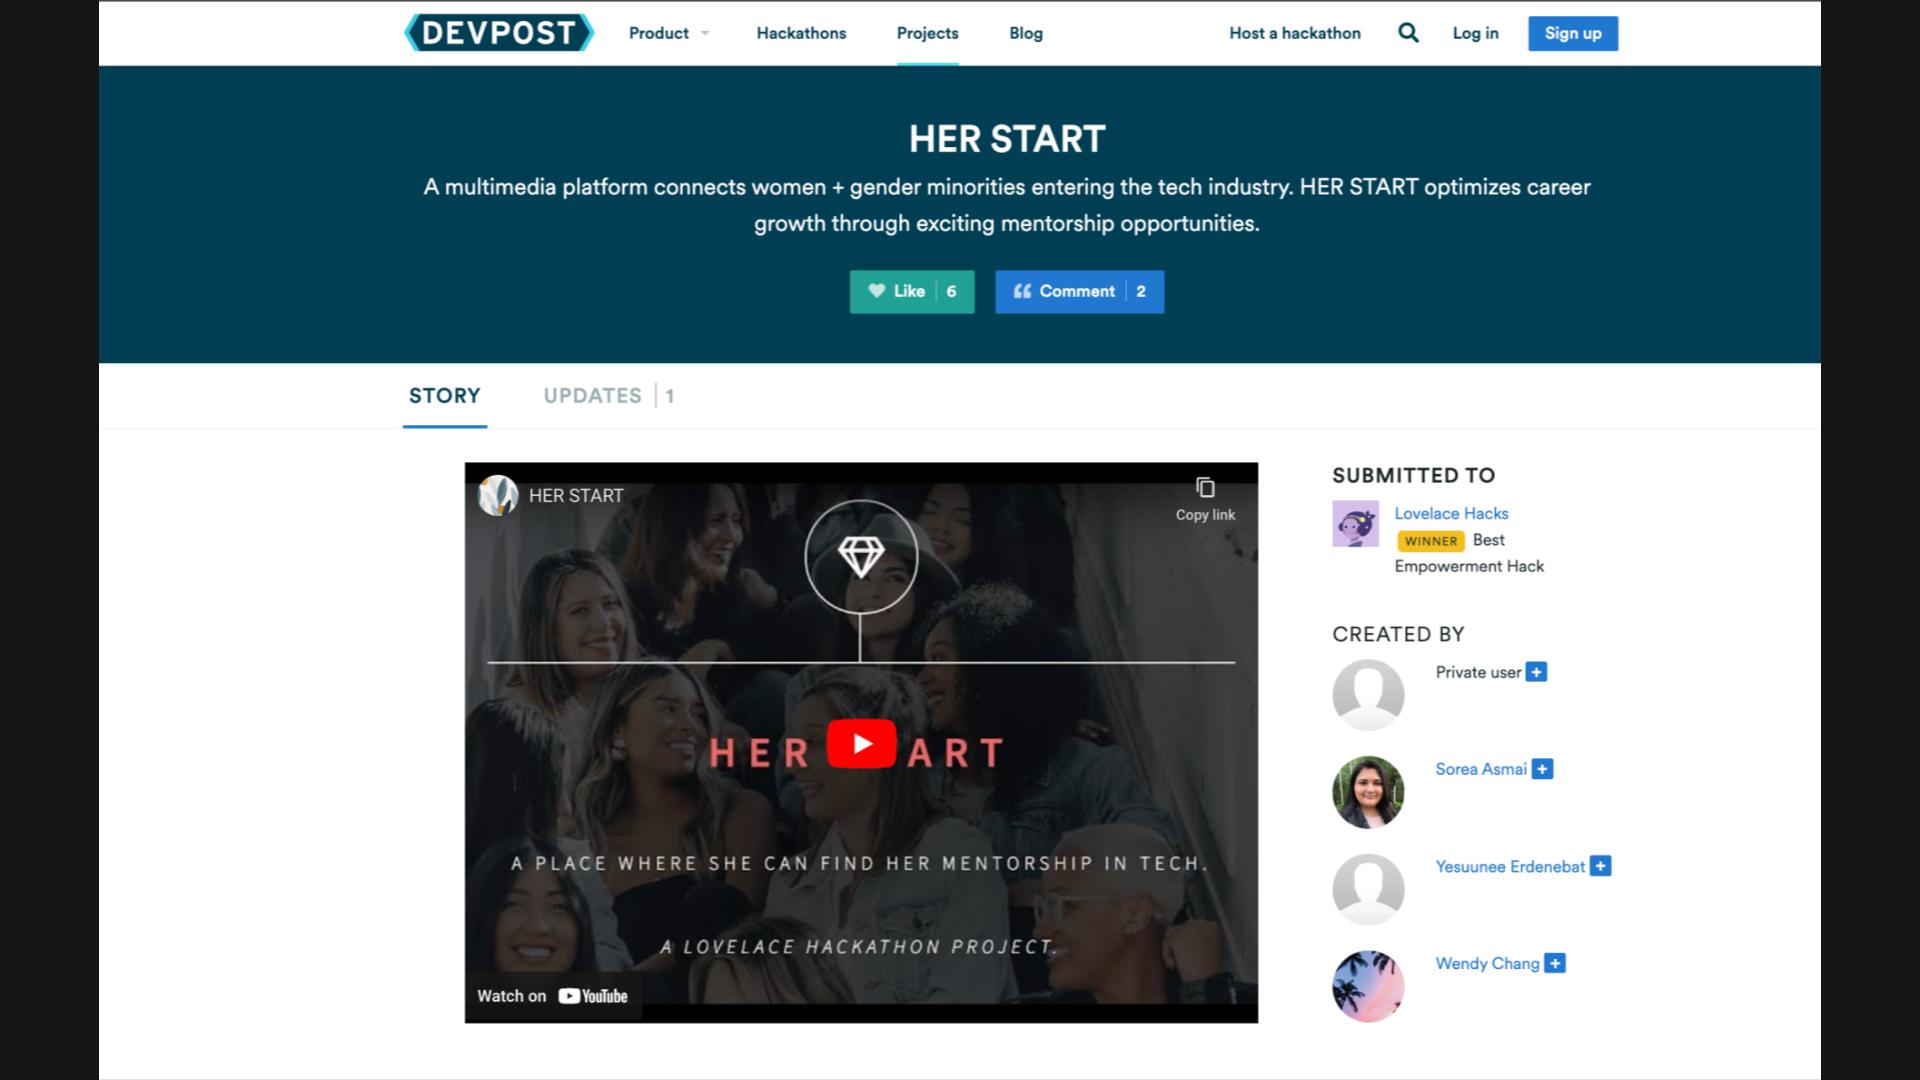 DEVPOST
Product
Hackathons
Projects
Blog
Host a hackathon
Log in
Sign up
HER START
A multimedia platform connects women + gender minorities entering the tech industry. HER START optimizes career
growth through exciting mentorship opportunities.
Like 6
Comment 2
STORY
UPDATES 1
HER START
Copy link
HER ART
A PLACE WHERE SHE CAN FIND HER MENTORSHIP IN TECH.
A LOVELACE HACKATHON PROJECT.
Watch on YouTube
SUBMITTED TO
Lovelace Hacks
WINNER Best
Empowerment Hack
CREATED BY
Private user
Sorea Asmai
Yesuunee Erdenebat
Wendy Chang